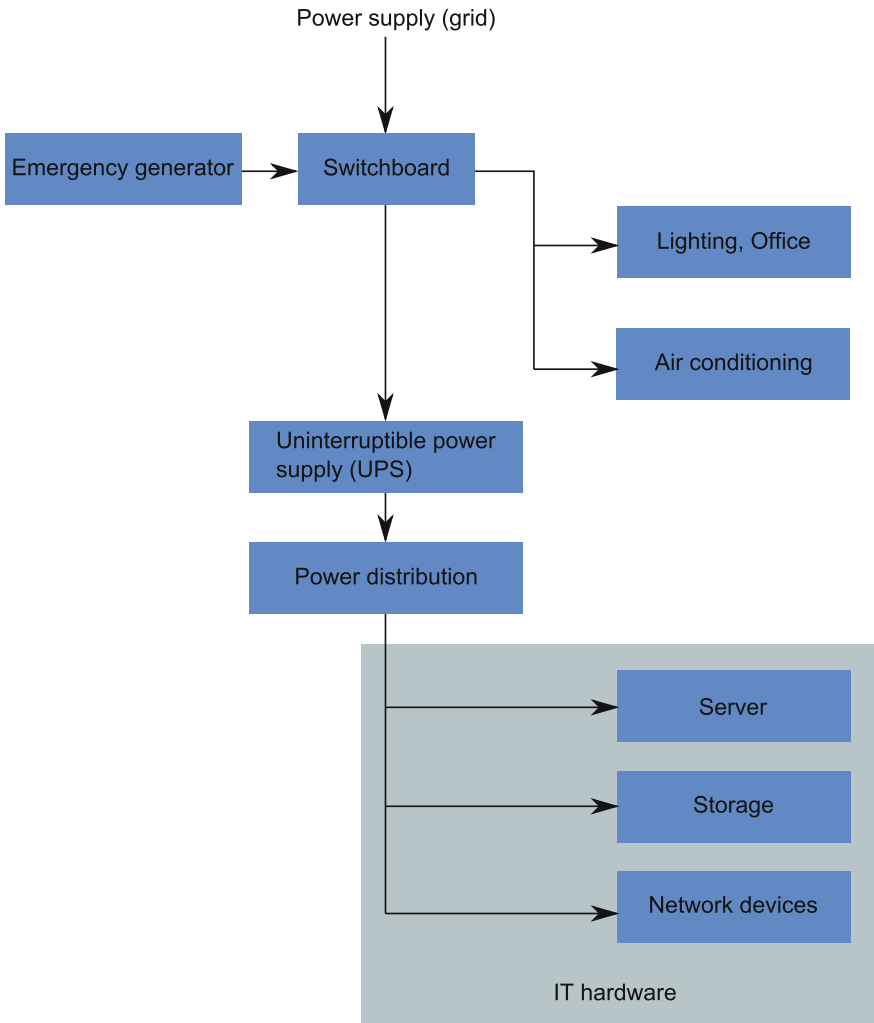 Power supply (grid)
Emergency generator
Switchboard
Lighting, Office
Air conditioning
Uninterruptible power
supply (UPS)
Power distribution
Server
Storage
Network devices
IT hardware